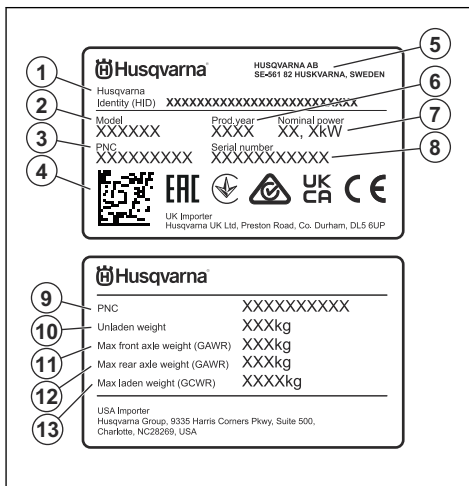 Husqvarna
HUSQVARNA AB
SE-561 82 HUSKVARNA, SWEDEN
5
1
Husqvarna
Identity (HID) XXXXXXXXXXXXXXXXXXXXXXXXX
6
2
Model Prod.year Nominal power
XXXXXX XXXX XX, XkW
7
3
PNC Serial number
XXXXXXXXX XXXXXXXXXXX
8
4
EAC UK CA CE
UK Importer
Husqvarna UK Ltd, Preston Road, Co. Durham, DL5 6UP
Husqvarna
9
PNC XXXXXXXXXX
10
Unladen weight XXXkg
11
Max front axle weight (GAWR) XXXkg
12
Max rear axle weight (GAWR) XXXkg
13
Max laden weight (GCWR) XXXXkg
USA Importer
Husqvarna Group, 9335 Harris Corners Pkwy, Suite 500,
Charlotte, NC28269, USA